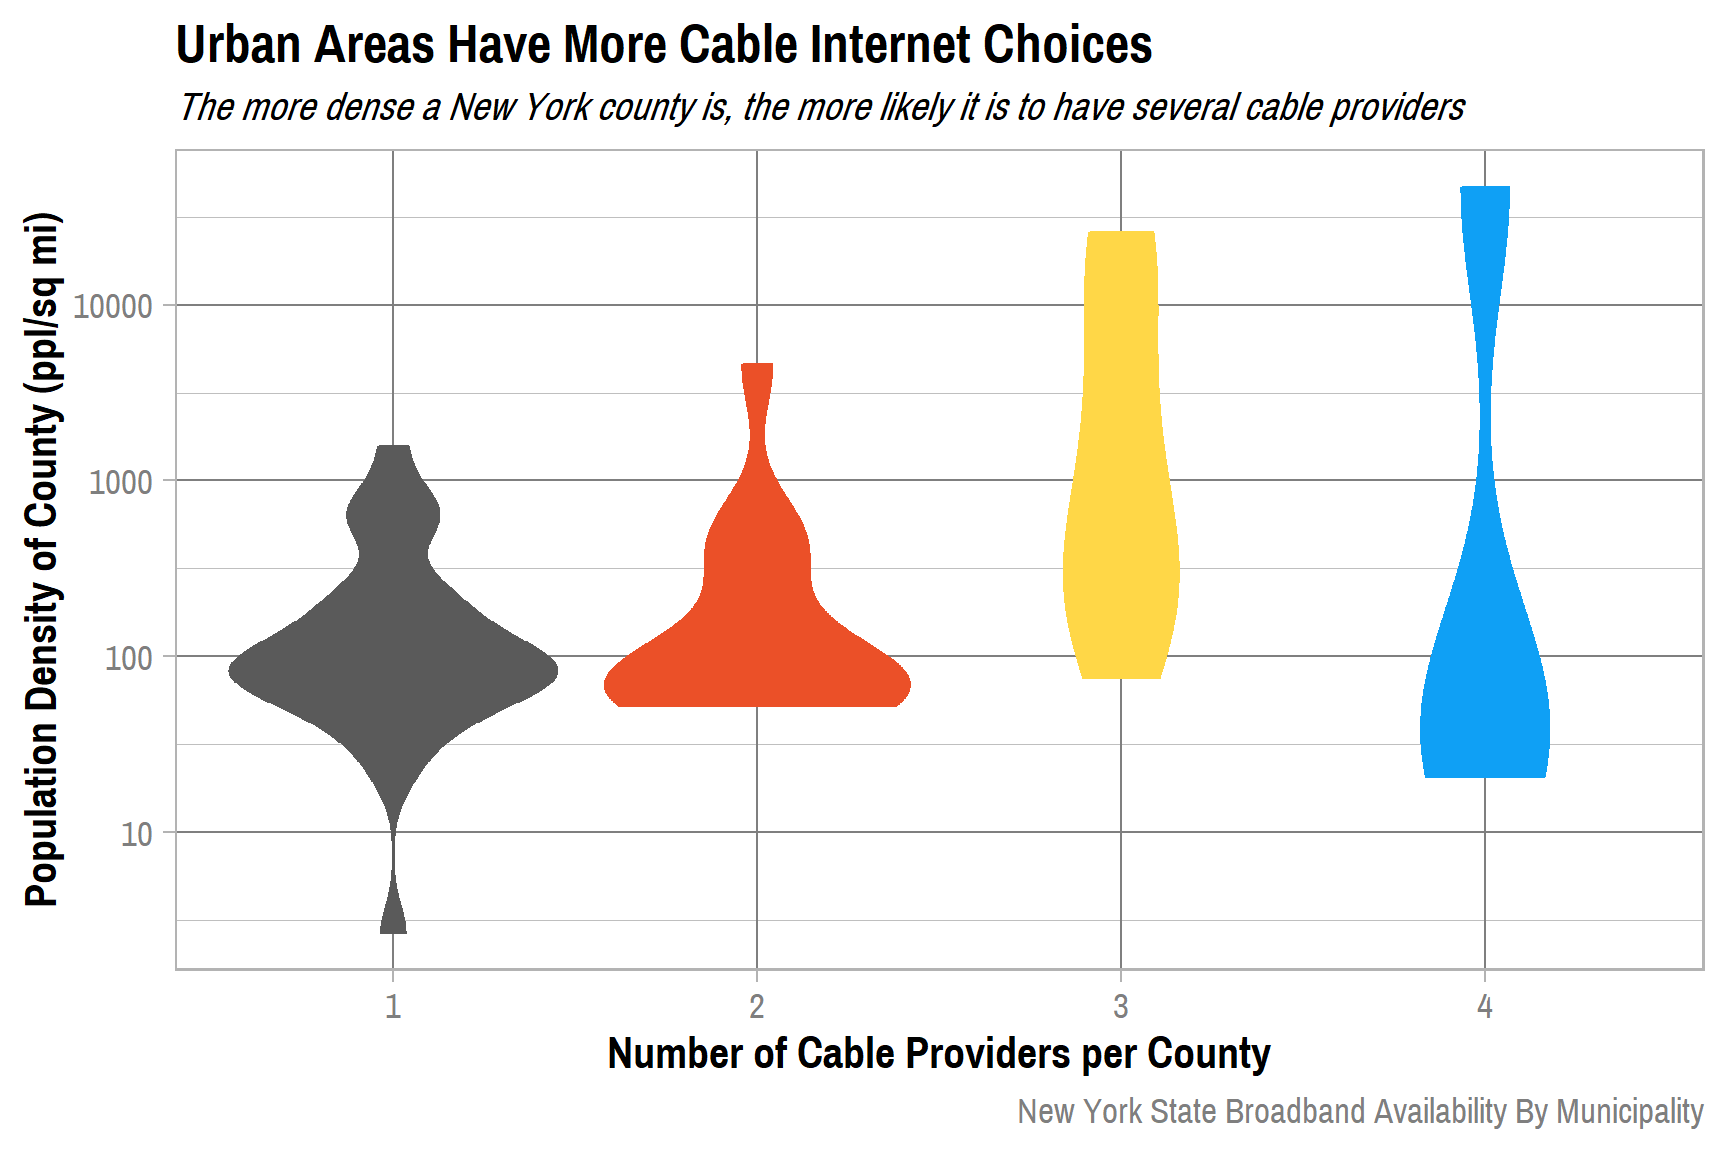 Urban Areas Have More Cable Internet Choices
The more dense a New York county is, the more likely it is to have several cable providers
Population Density of County (ppl/sq mi)
10000
1000
100
10
1 2 3 4
Number of Cable Providers per County
New York State Broadband Availability By Municipality